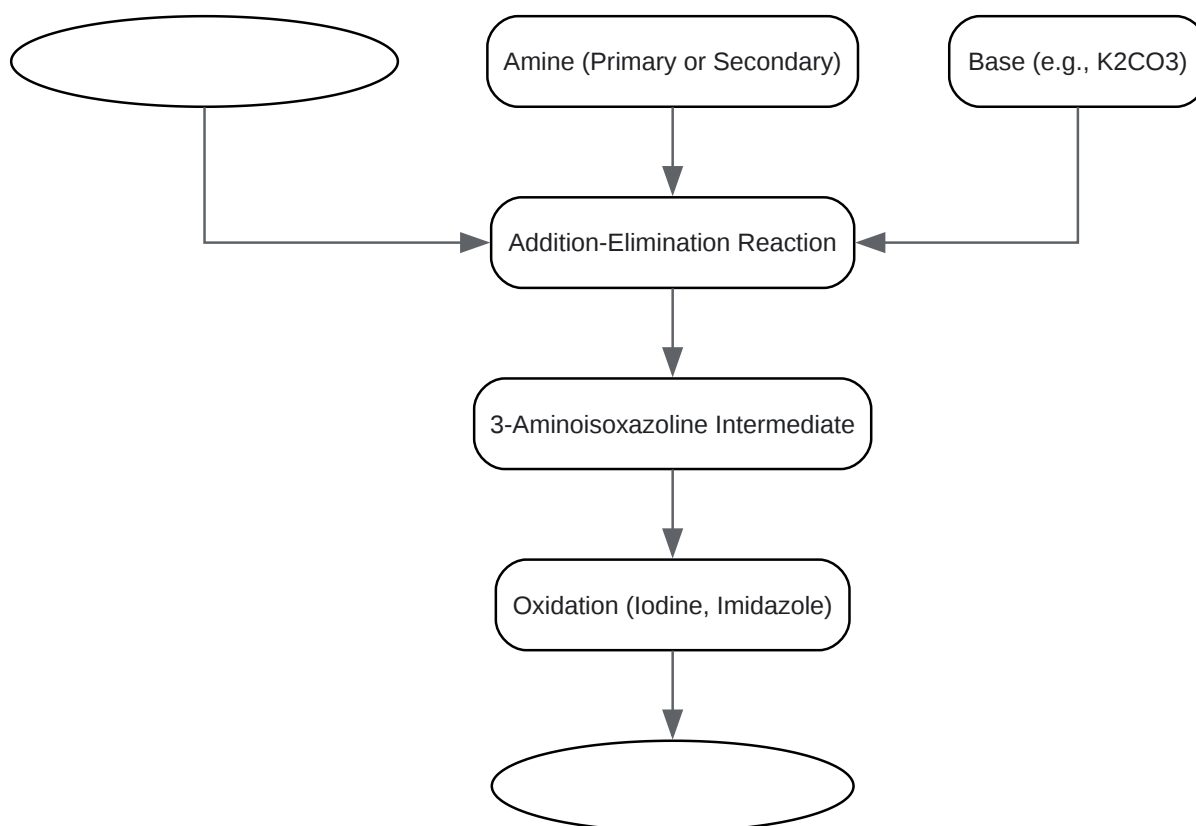 Amine (Primary or Secondary)
Base (e.g., K2CO3)
Addition-Elimination Reaction
3-Aminoisoxazoline Intermediate
Oxidation (Iodine, Imidazole)